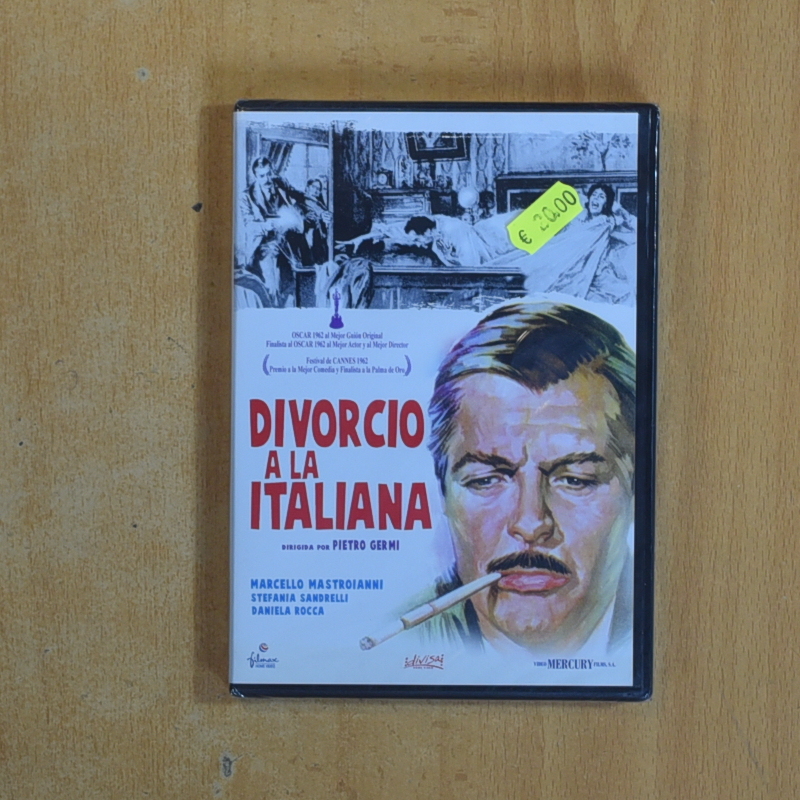 € 20.00
OSCAR 1962 al Mejor Guión Original
Finalista al OSCAR 1962 al Mejor Actor y al Mejor Director
Festival de CANNES 1962
(Premio a la Mejor Comedia y Finalista a la Palma de Oro)
DIVORCIO
A LA
ITALIANA
DIRIGIDA POR PIETRO GERMI
MARCELLO MASTROIANNI
STEFANIA SANDRELLI
DANIELA ROCCA
filmax
divisa
VIDEO MERCURY FILMS, S.A.